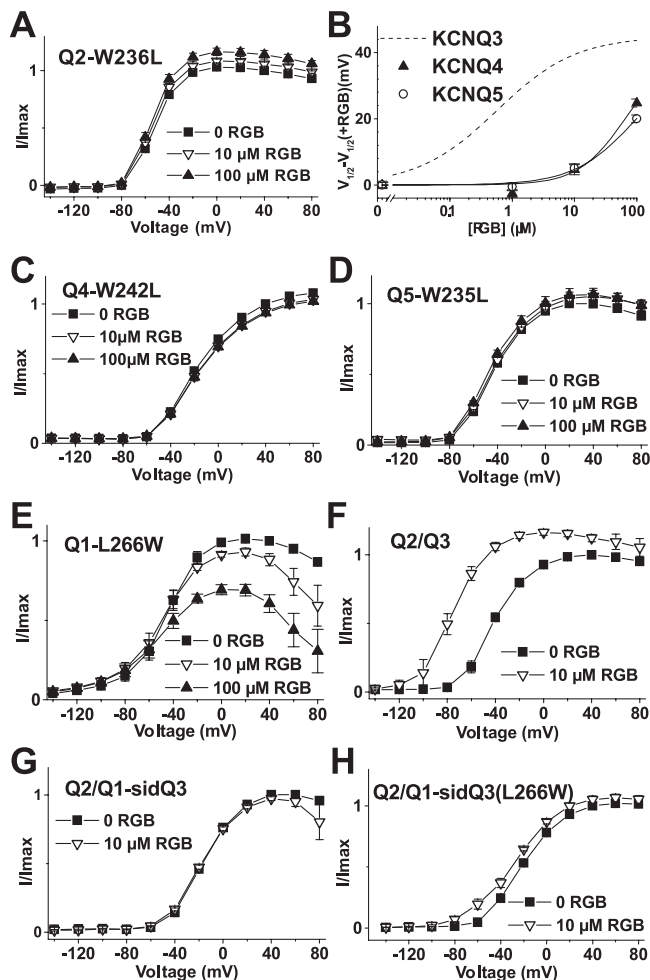 A
Q2-W236L
I/Imax
1
0
0 RGB
10 µM RGB
100 µM RGB
-120 -80 -40 0 40 80
Voltage (mV)
B
V1/2-V1/2(+RGB)(mV)
40
20
0
KCNQ3
KCNQ4
KCNQ5
0 0.1 1 10 100
[RGB] (µM)
C
Q4-W242L
I/Imax
1
0
0 RGB
10µM RGB
100µM RGB
-120 -80 -40 0 40 80
Voltage (mV)
D
Q5-W235L
I/Imax
1
0
0 RGB
10 µM RGB
100 µM RGB
-120 -80 -40 0 40 80
Voltage (mV)
E
Q1-L266W
I/Imax
1
0
0 RGB
10 µM RGB
100 µM RGB
-120 -80 -40 0 40 80
Voltage (mV)
F
Q2/Q3
I/Imax
1
0
0 RGB
10 µM RGB
-120 -80 -40 0 40 80
Voltage (mV)
G
Q2/Q1-sidQ3
I/Imax
1
0
0 RGB
10 µM RGB
-120 -80 -40 0 40 80
Voltage (mV)
H
Q2/Q1-sidQ3(L266W)
I/Imax
1
0
0 RGB
10 µM RGB
-120 -80 -40 0 40 80
Voltage (mV)